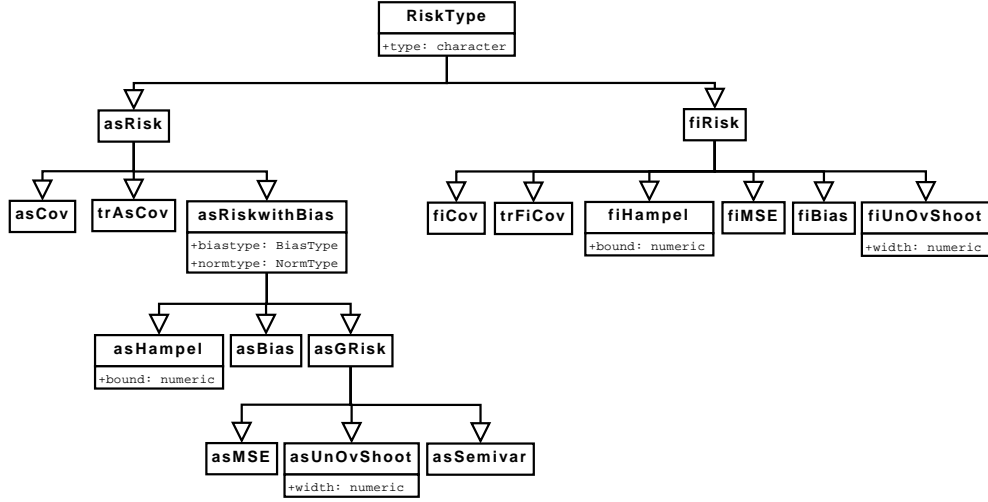 RiskType
+type: character
asRisk
fiRisk
asCov
trAsCov
asRiskwithBias
+biastype: BiasType
+normtype: NormType
fiCov
trFiCov
fiHampel
+bound: numeric
fiMSE
fiBias
fiUnOvShoot
+width: numeric
asHampel
+bound: numeric
asBias
asGRisk
asMSE
asUnOvShoot
+width: numeric
asSemivar